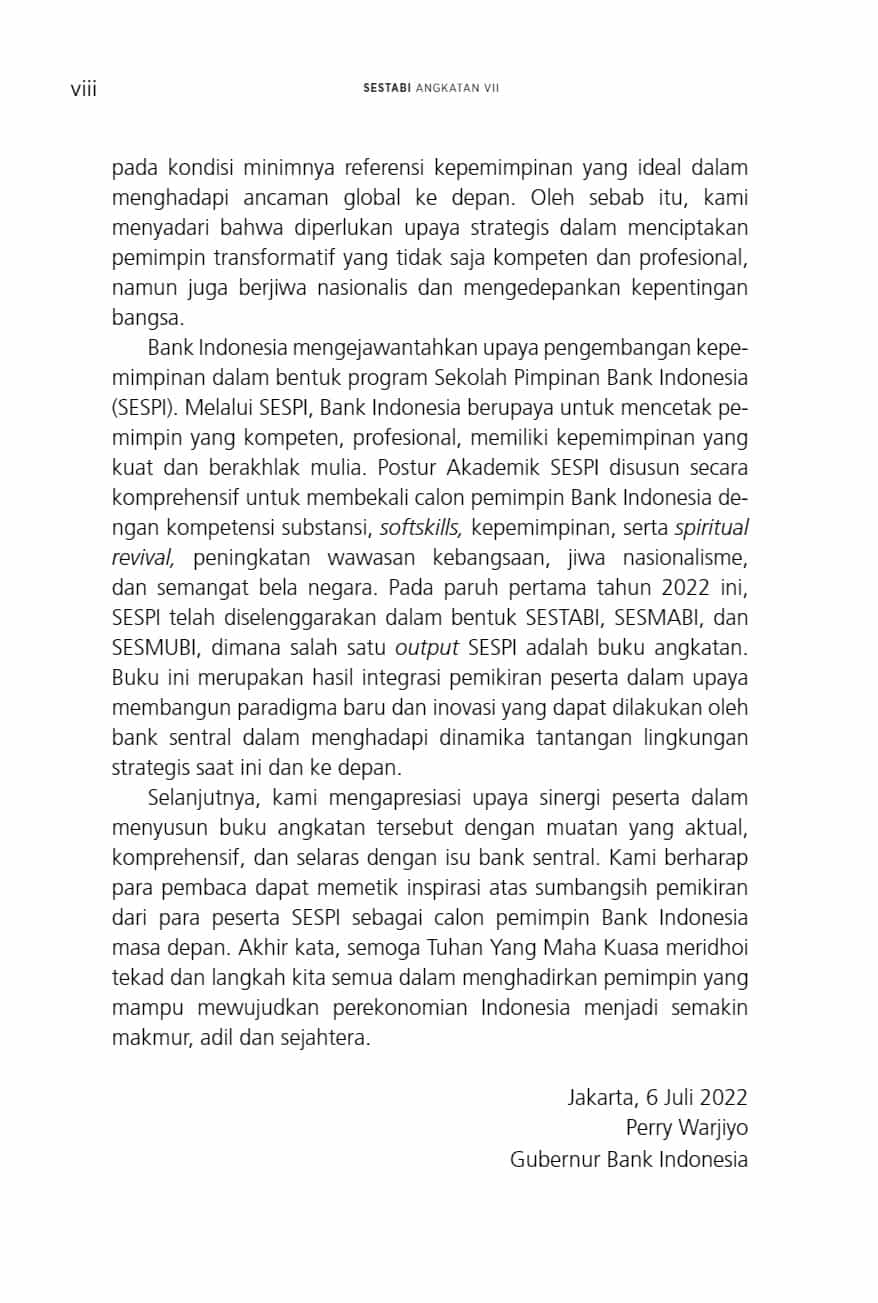 viii
SESTABI ANGKATAN VII
pada kondisi minimnya referensi kepemimpinan yang ideal dalam
menghadapi ancaman global ke depan. Oleh sebab itu, kami
menyadari bahwa diperlukan upaya strategis dalam menciptakan
pemimpin transformatif yang tidak saja kompeten dan profesional,
namun juga berjiwa nasionalis dan mengedepankan kepentingan
bangsa.
Bank Indonesia mengejawantahkan upaya pengembangan kepe-
mimpinan dalam bentuk program Sekolah Pimpinan Bank Indonesia
(SESPI). Melalui SESPI, Bank Indonesia berupaya untuk mencetak pe-
mimpin yang kompeten, profesional, memiliki kepemimpinan yang
kuat dan berakhlak mulia. Postur Akademik SESPI disusun secara
komprehensif untuk membekali calon pemimpin Bank Indonesia de-
ngan kompetensi substansi, softskills, kepemimpinan, serta spiritual
revival, peningkatan wawasan kebangsaan, jiwa nasionalisme,
dan semangat bela negara. Pada paruh pertama tahun 2022 ini,
SESPI telah diselenggarakan dalam bentuk SESTABI, SESMABI, dan
SESMUBI, dimana salah satu output SESPI adalah buku angkatan.
Buku ini merupakan hasil integrasi pemikiran peserta dalam upaya
membangun paradigma baru dan inovasi yang dapat dilakukan oleh
bank sentral dalam menghadapi dinamika tantangan lingkungan
strategis saat ini dan ke depan.
Selanjutnya, kami mengapresiasi upaya sinergi peserta dalam
menyusun buku angkatan tersebut dengan muatan yang aktual,
komprehensif, dan selaras dengan isu bank sentral. Kami berharap
para pembaca dapat memetik inspirasi atas sumbangsih pemikiran
dari para peserta SESPI sebagai calon pemimpin Bank Indonesia
masa depan. Akhir kata, semoga Tuhan Yang Maha Kuasa meridhoi
tekad dan langkah kita semua dalam menghadirkan pemimpin yang
mampu mewujudkan perekonomian Indonesia menjadi semakin
makmur, adil dan sejahtera.
Jakarta, 6 Juli 2022
Perry Warjiyo
Gubernur Bank Indonesia